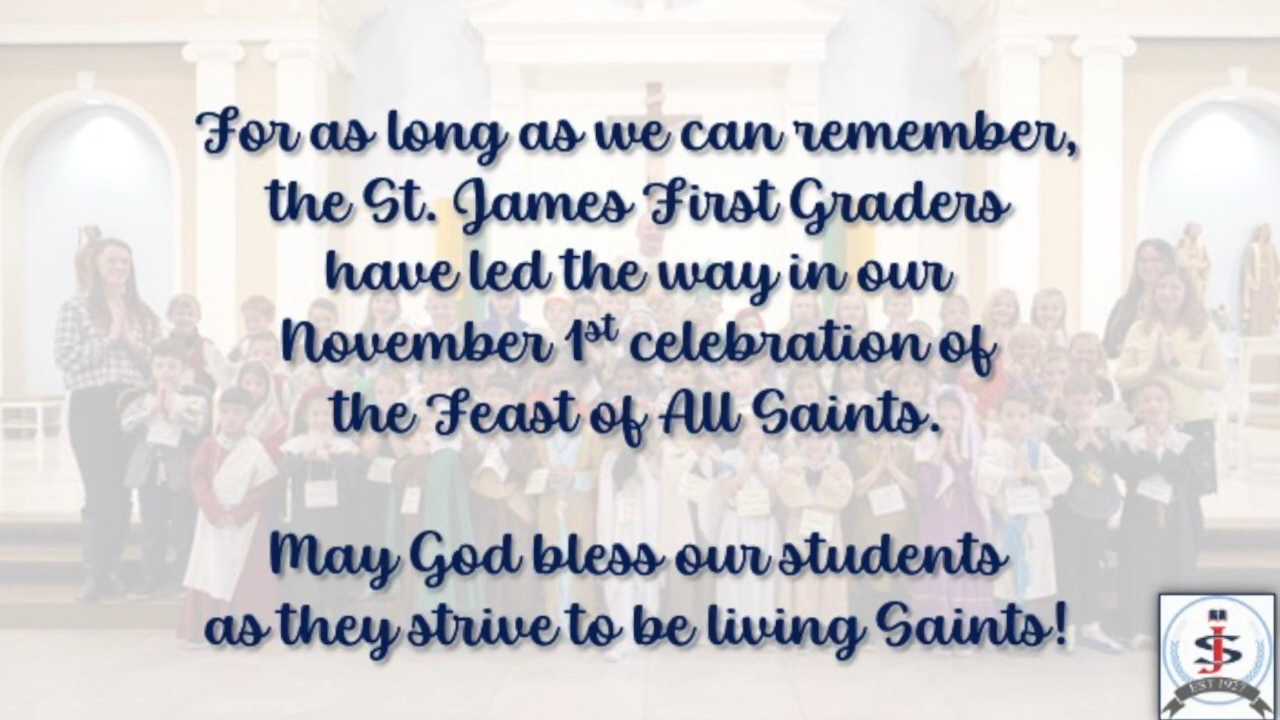 For as long as we can remember,
the St. James First Graders
have led the way in our
November 1st celebration of
the Feast of All Saints.
May God bless our students
as they strive to be living Saints!
SJ
EST 1927